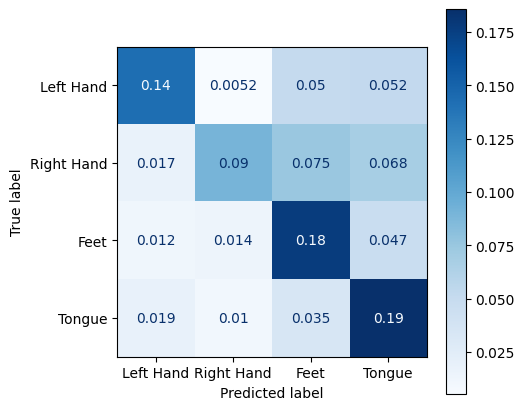 Left Hand 0.14 0.0052 0.05 0.052
Right Hand 0.017 0.09 0.075 0.068
Feet 0.012 0.014 0.18 0.047
Tongue 0.019 0.01 0.035 0.19
Left Hand Right Hand Feet Tongue
Predicted label
True label
0.175
0.150
0.125
0.100
0.075
0.050
0.025